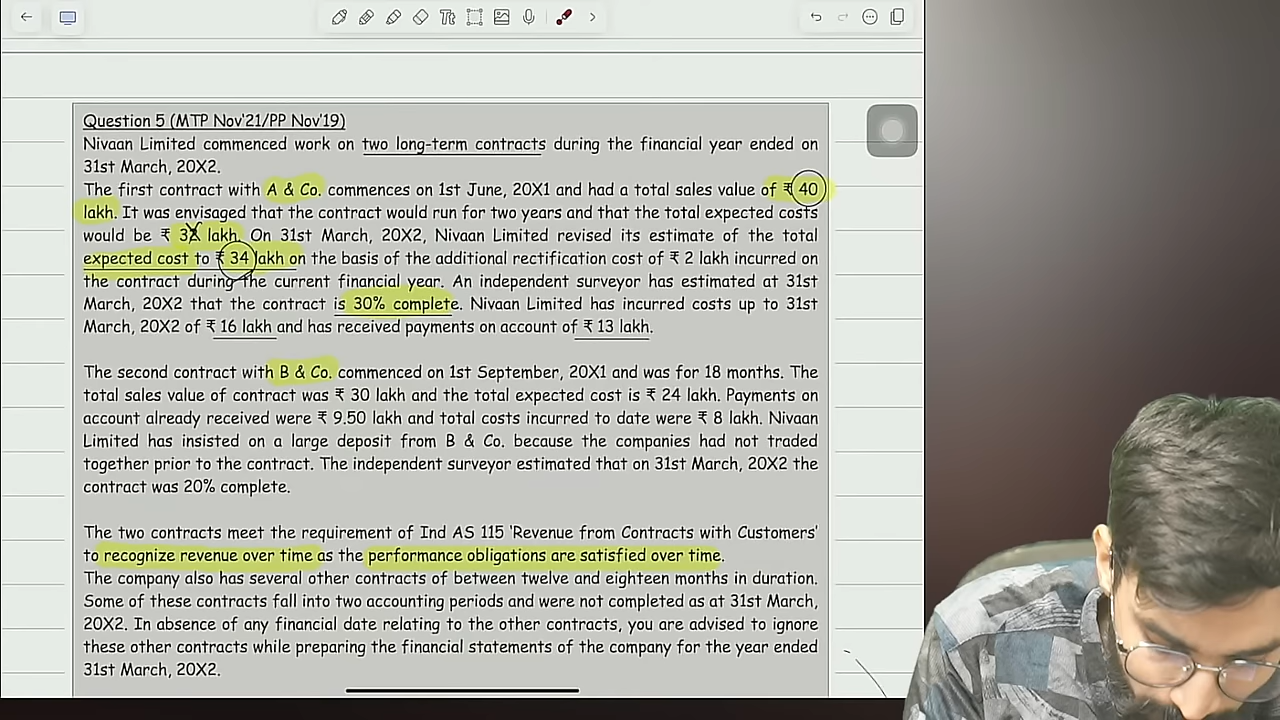 Question 5 (MTP Nov'21/PP Nov'19)
Nivaan Limited commenced work on two long-term contracts during the financial year ended on
31st March, 20X2.
The first contract with A & Co. commences on 1st June, 20X1 and had a total sales value of ₹ 40
lakh. It was envisaged that the contract would run for two years and that the total expected costs
would be ₹ 32 lakh. On 31st March, 20X2, Nivaan Limited revised its estimate of the total
expected cost to ₹ 34 lakh on the basis of the additional rectification cost of ₹ 2 lakh incurred on
the contract during the current financial year. An independent surveyor has estimated at 31st
March, 20X2 that the contract is 30% complete. Nivaan Limited has incurred costs up to 31st
March, 20X2 of ₹ 16 lakh and has received payments on account of ₹ 13 lakh.
The second contract with B & Co. commenced on 1st September, 20X1 and was for 18 months. The
total sales value of contract was ₹ 30 lakh and the total expected cost is ₹ 24 lakh. Payments on
account already received were ₹ 9.50 lakh and total costs incurred to date were ₹ 8 lakh. Nivaan
Limited has insisted on a large deposit from B & Co. because the companies had not traded
together prior to the contract. The independent surveyor estimated that on 31st March, 20X2 the
contract was 20% complete.
The two contracts meet the requirement of Ind AS 115 'Revenue from Contracts with Customers'
to recognize revenue over time as the performance obligations are satisfied over time.
The company also has several other contracts of between twelve and eighteen months in duration.
Some of these contracts fall into two accounting periods and were not completed as at 31st March,
20X2. In absence of any financial date relating to the other contracts, you are advised to ignore
these other contracts while preparing the financial statements of the company for the year ended
31st March, 20X2.